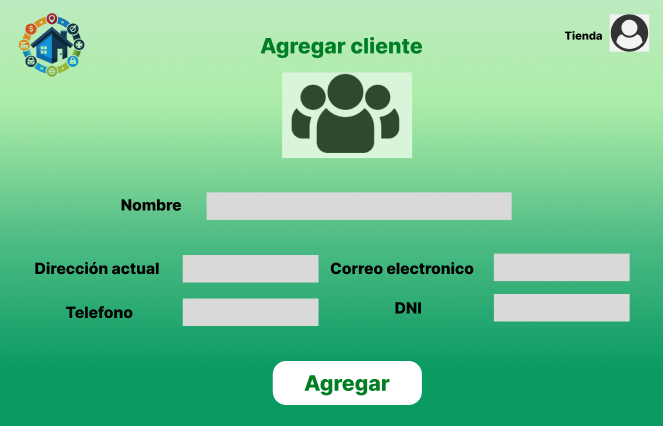 Tienda
Agregar cliente
Nombre
Dirección actual
Correo electronico
Telefono
DNI
Agregar